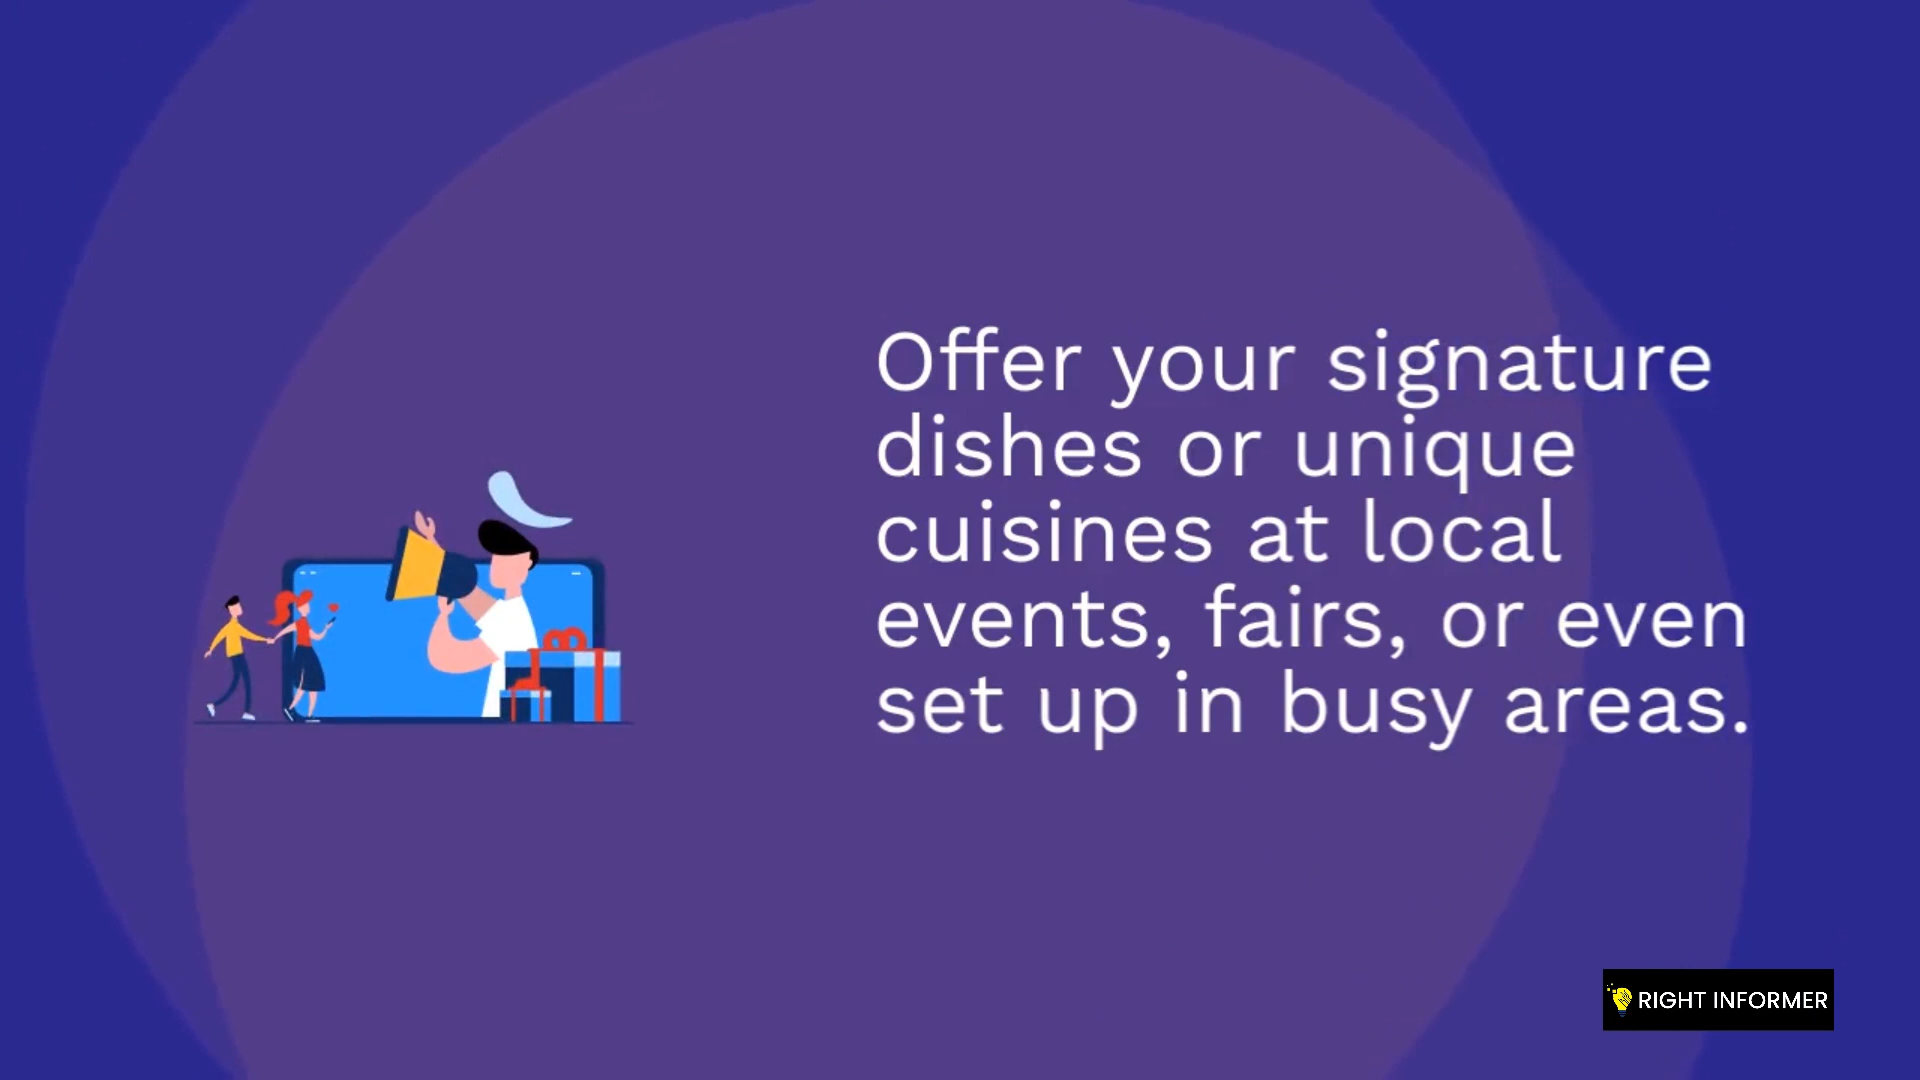 Offer your signature
dishes or unique
cuisines at local
events, fairs, or even
set up in busy areas.
RIGHT INFORMER